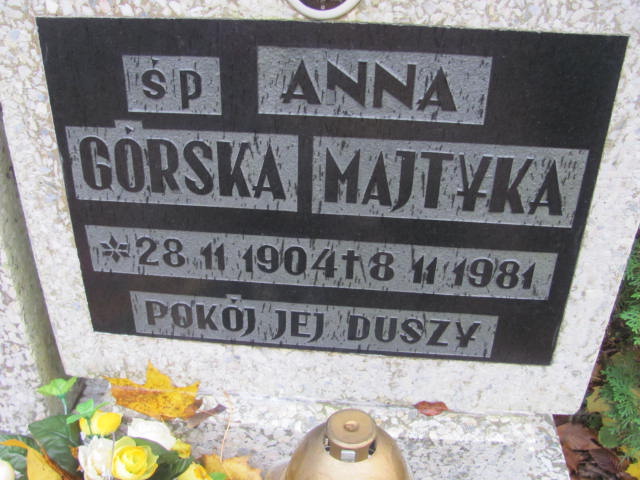 ŚP ANNA
GÓRSKA MAJTYKA
* 28 11 1904 † 8 11 1981
POKÓJ JEJ DUSZY